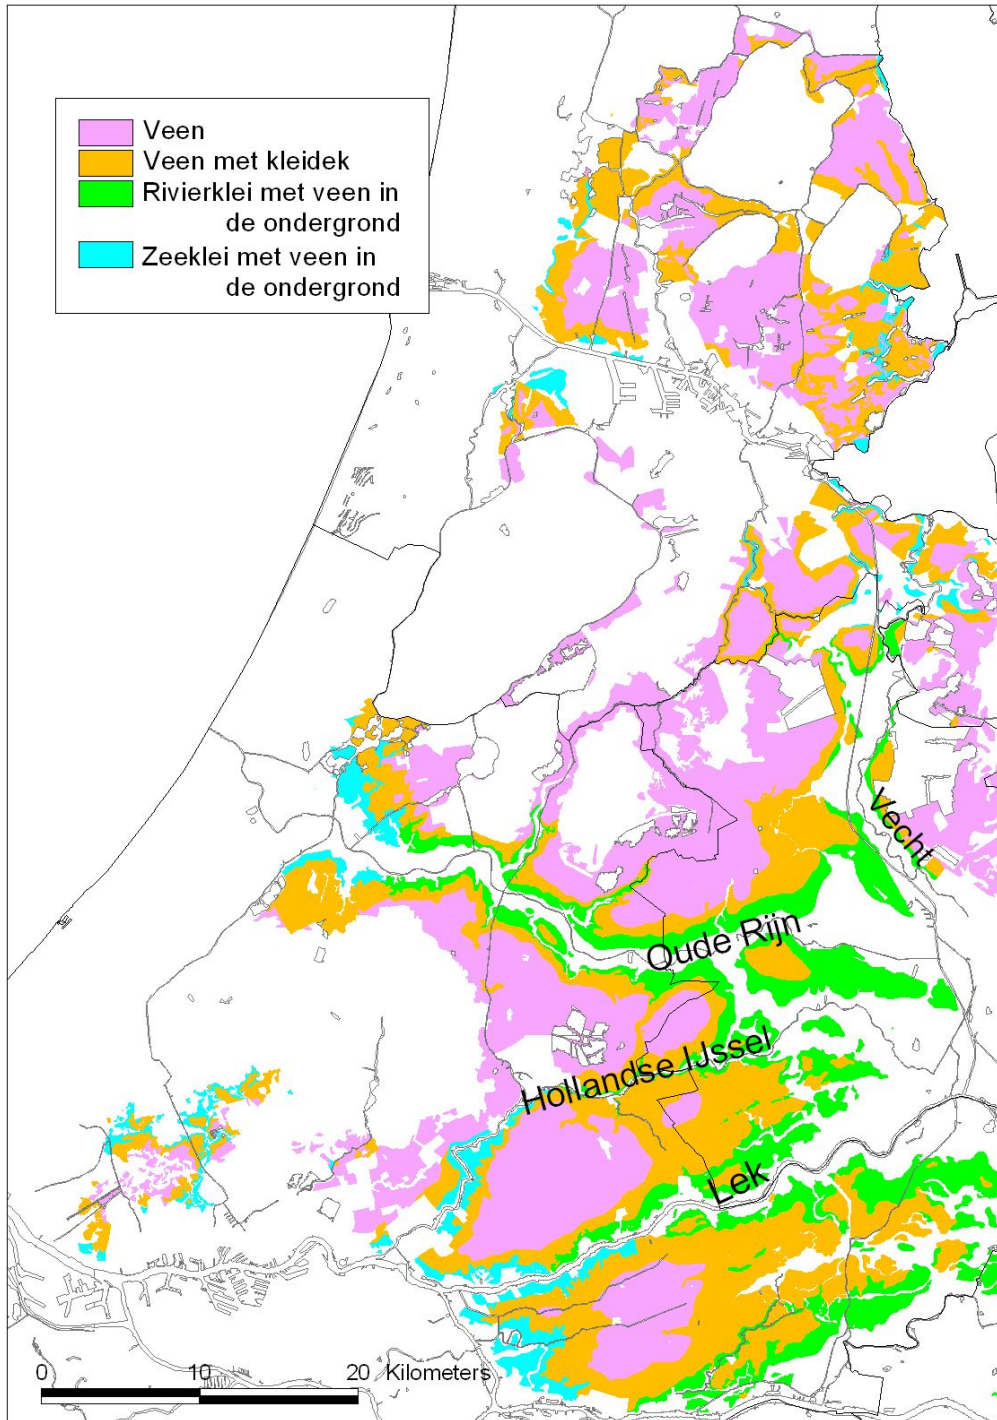 Veen
Veen met kleidek
Rivierklei met veen in
de ondergrond
Zeeklei met veen in
de ondergrond
Vecht
Oude Rijn
Hollandse IJssel
Lek
0 10 20 Kilometers